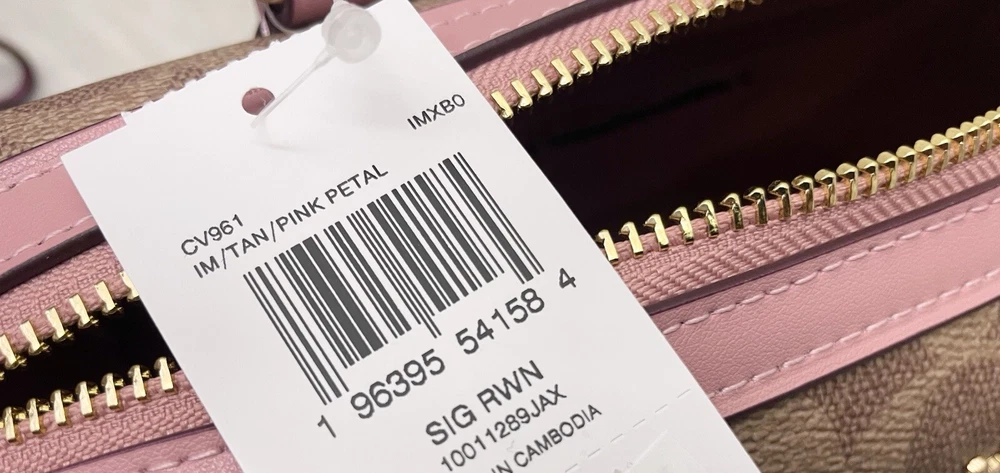 IMXB0
CV961
IM/TAN/PINK PETAL
1 96395 54158 4
SIG RWN
10011289JAX
IN CAMBODIA